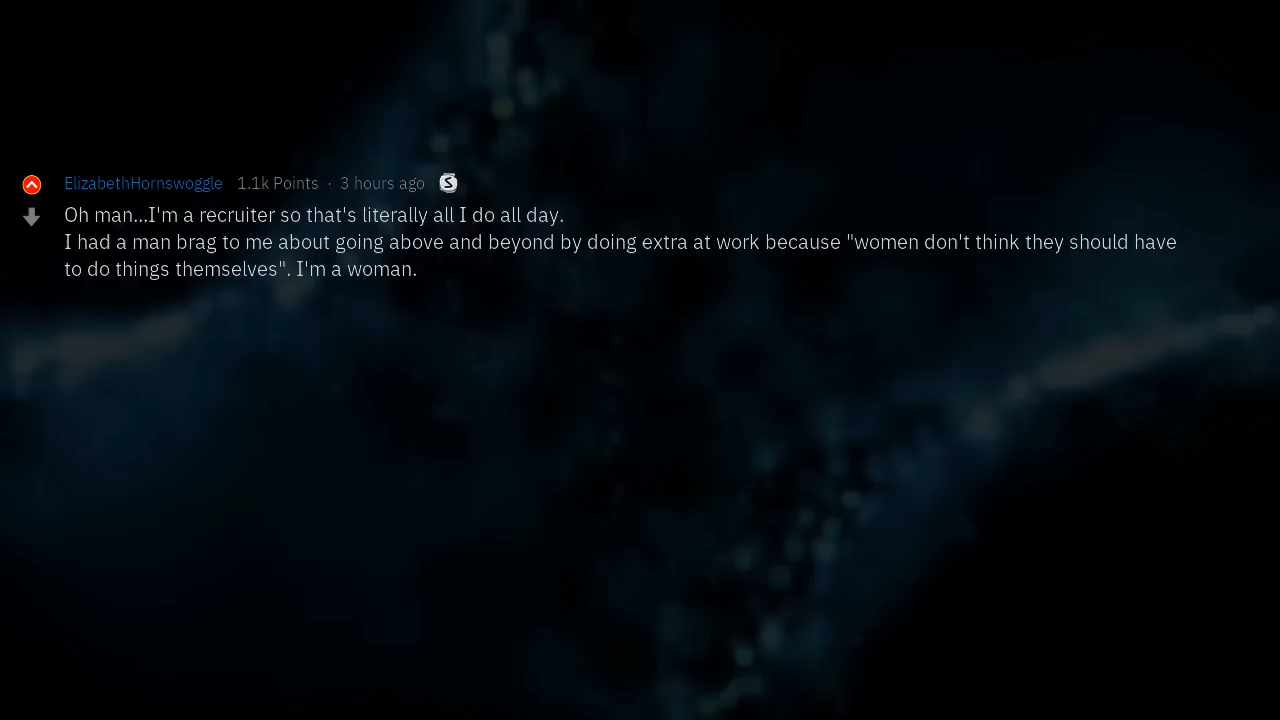 ElizabethHornswoggle 1.1k Points · 3 hours ago S
Oh man...I'm a recruiter so that's literally all I do all day.
I had a man brag to me about going above and beyond by doing extra at work because "women don't think they should have
to do things themselves". I'm a woman.